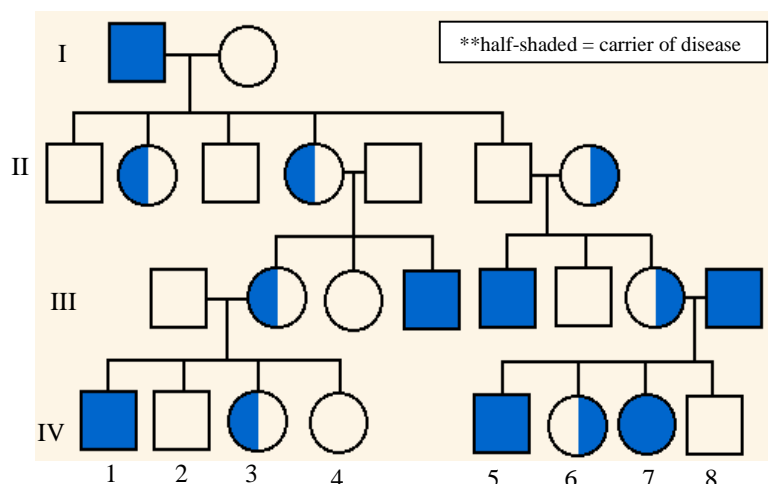 I
**half-shaded = carrier of disease
II
III
IV
1 2 3 4 5 6 7 8